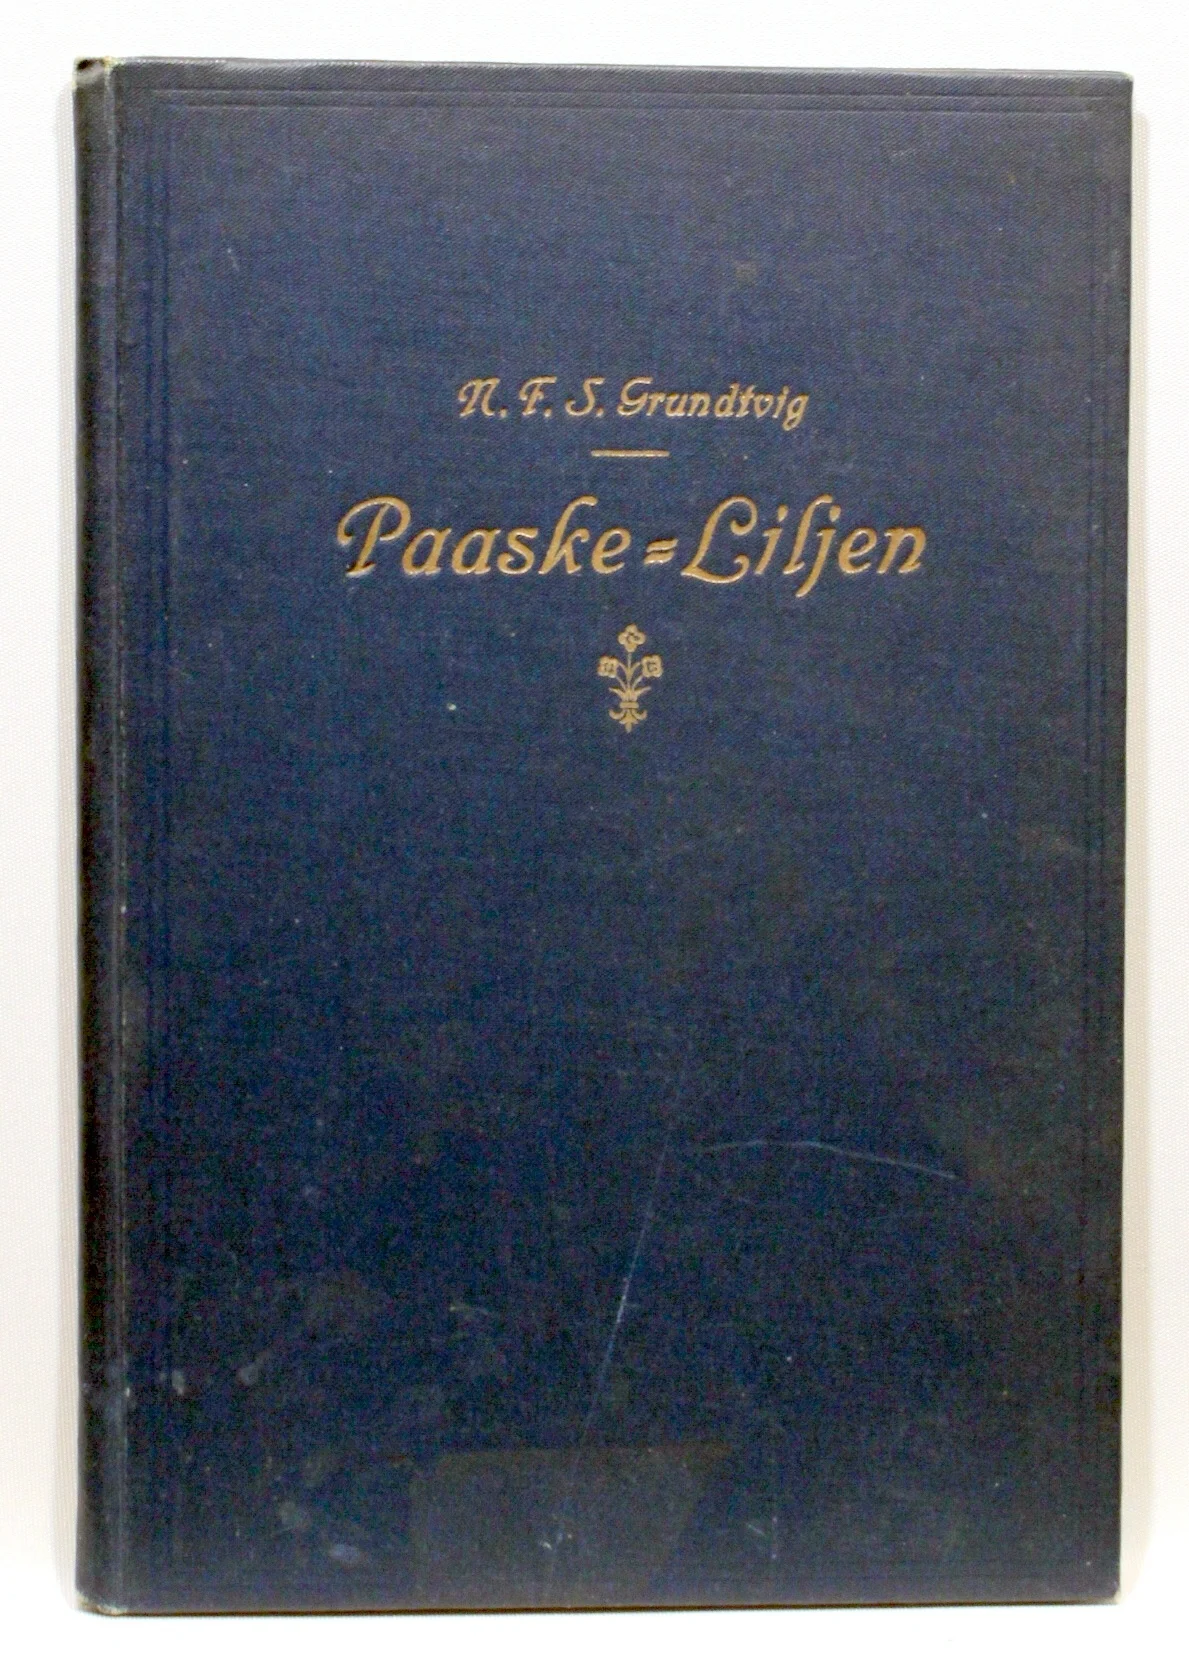 N. F. S. Grundtvig
Paaske=Liljen